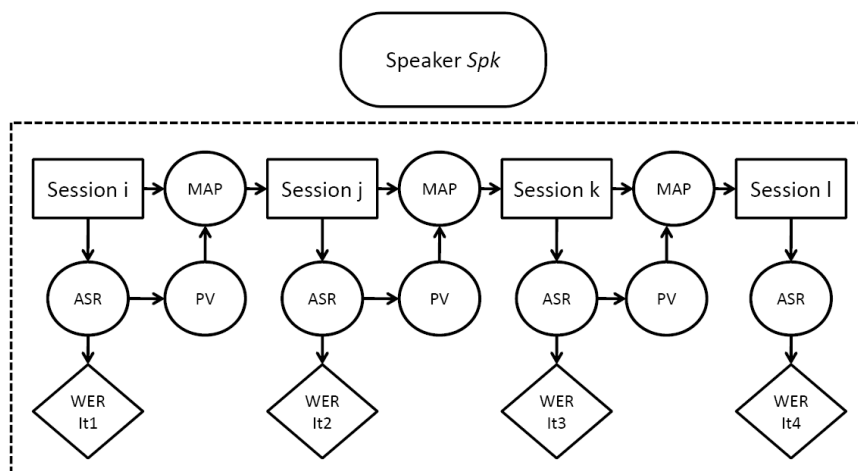 Speaker Spk
Session i
MAP
Session j
MAP
Session k
MAP
Session l
ASR
PV
ASR
PV
ASR
PV
ASR
WER
It1
WER
It2
WER
It3
WER
It4